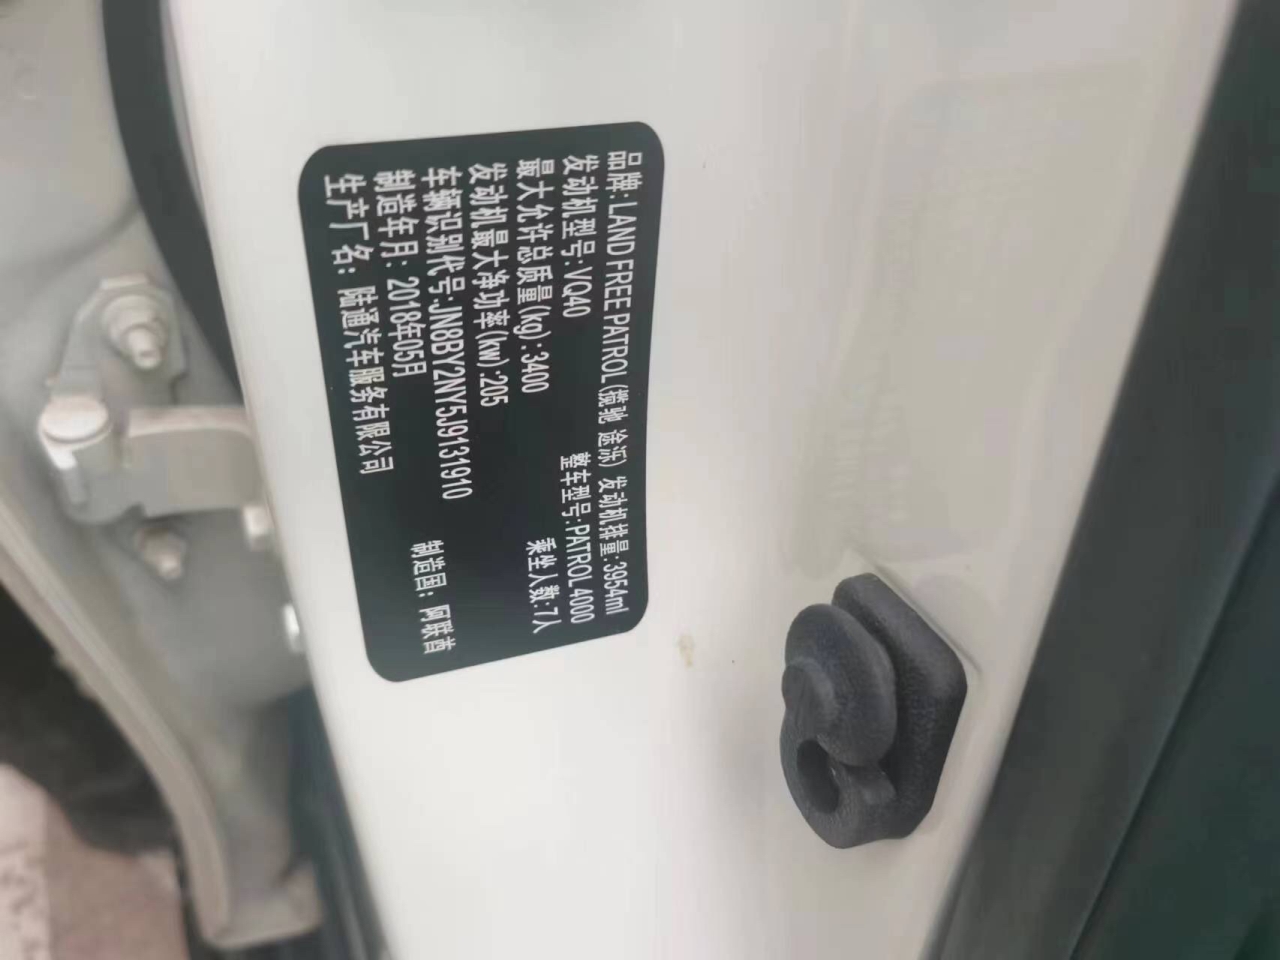 品牌:LAND FREE PATROL(揽驰 途泺) 发动机排量:3954ml
发动机型号:VQ40 整车型号:PATROL 4000
最大允许总质量(kg):3400 乘坐人数:7人
发动机最大净功率(kw):205
车辆识别代号:JN8BY2NY5J9131910
制造年月: 2018年05月 制造国: 阿联酋
生产厂名: 陆通汽车服务有限公司